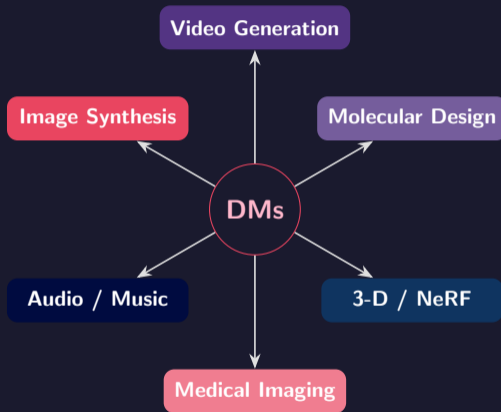 Video Generation
Image Synthesis
Molecular Design
DMs
Audio / Music
3-D / NeRF
Medical Imaging